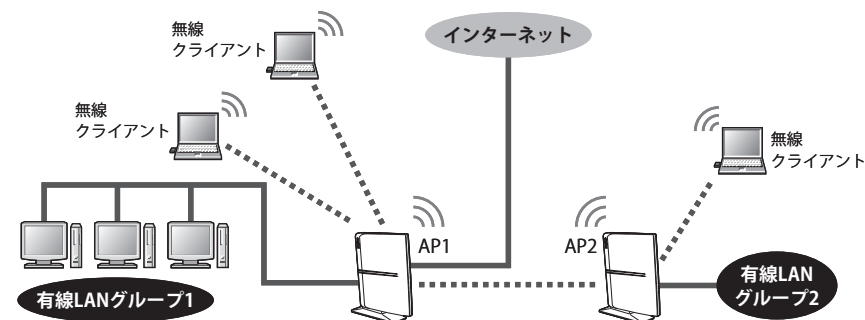 無線
クライアント
インターネット
無線
クライアント
無線
クライアント
AP1
AP2
有線LANグループ1
有線LAN
グループ2